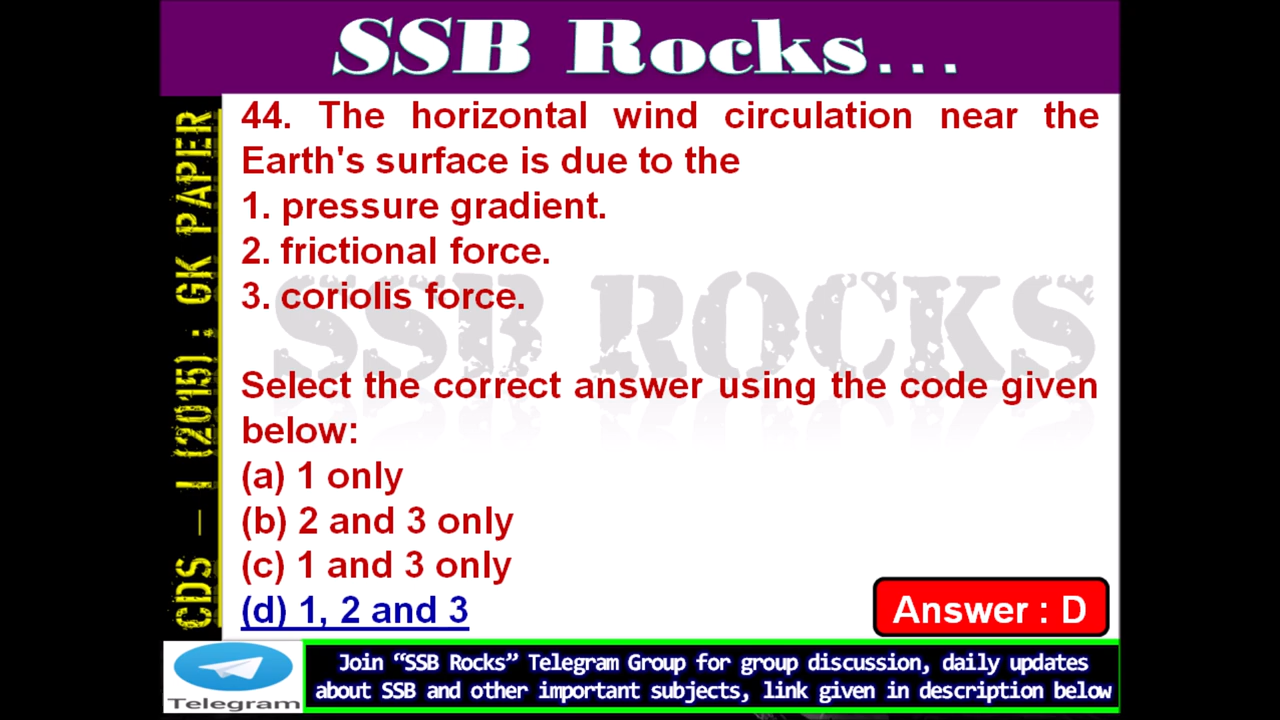 SSB Rocks...
CDS – I (2015) : GK PAPER
SSB ROCKS
44. The horizontal wind circulation near the
Earth's surface is due to the
1. pressure gradient.
2. frictional force.
3. coriolis force.
Select the correct answer using the code given
below:
(a) 1 only
(b) 2 and 3 only
(c) 1 and 3 only
(d) 1, 2 and 3
Answer : D
Telegram
Join “SSB Rocks” Telegram Group for group discussion, daily updates
about SSB and other important subjects, link given in description below